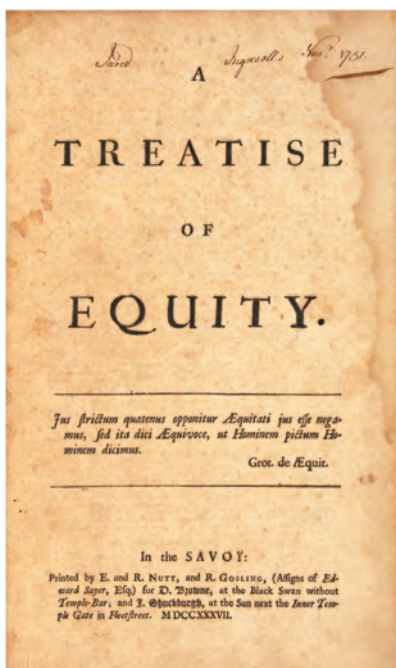 Jared Ingersolls Nov.r 1751.
A
TREATISE
OF
EQUITY.
Jus strictum quatenus opponitur Æquitati jus esse nega-
mus, sed ita dici Æquivoce, ut Hominem pictum Ho-
minem dicimus.
Grot. de Æquit.
In the SAVOY:
Printed by E. and R. NUTT, and R. GOSLING, (Assigns of Ed-
ward Sayer, Esq;) for D. Browne, at the Black Swan without
Temple-Bar; and J. Shuckburgh, at the Sun next the Inner Tem-
ple Gate in Fleetstreet. MDCCXXXVII.